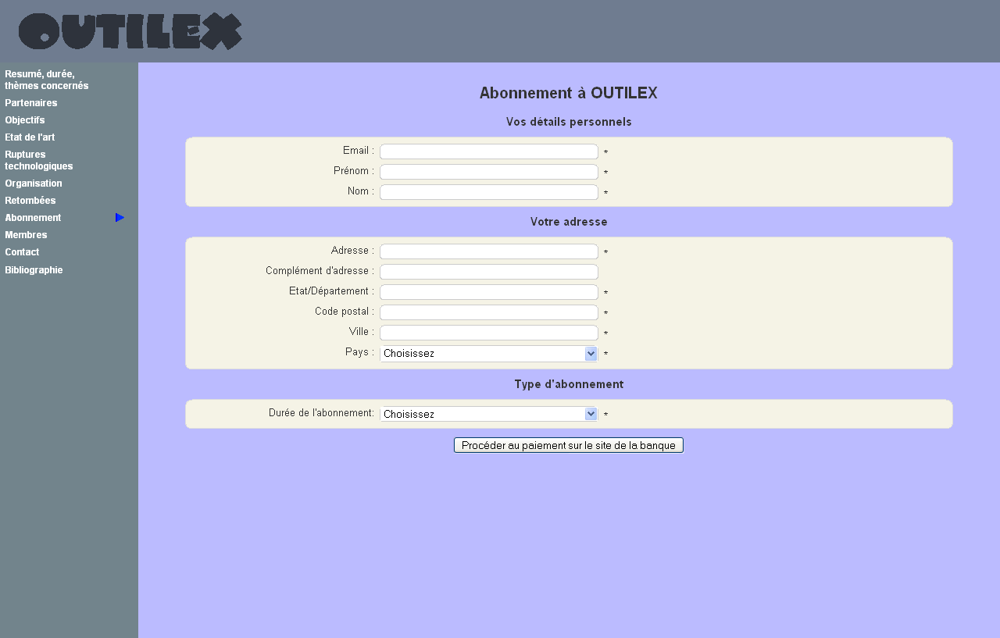 OUTILEX
Resumé, durée,
thèmes concernés
Partenaires
Objectifs
Etat de l'art
Ruptures
technologiques
Organisation
Retombées
Abonnement
Membres
Contact
Bibliographie
Abonnement à OUTILEX
Vos détails personnels
Email : *
Prénom : *
Nom : *
Votre adresse
Adresse : *
Complément d'adresse :
Etat/Département : *
Code postal : *
Ville : *
Pays : Choisissez *
Type d'abonnement
Durée de l'abonnement: Choisissez *
Procéder au paiement sur le site de la banque